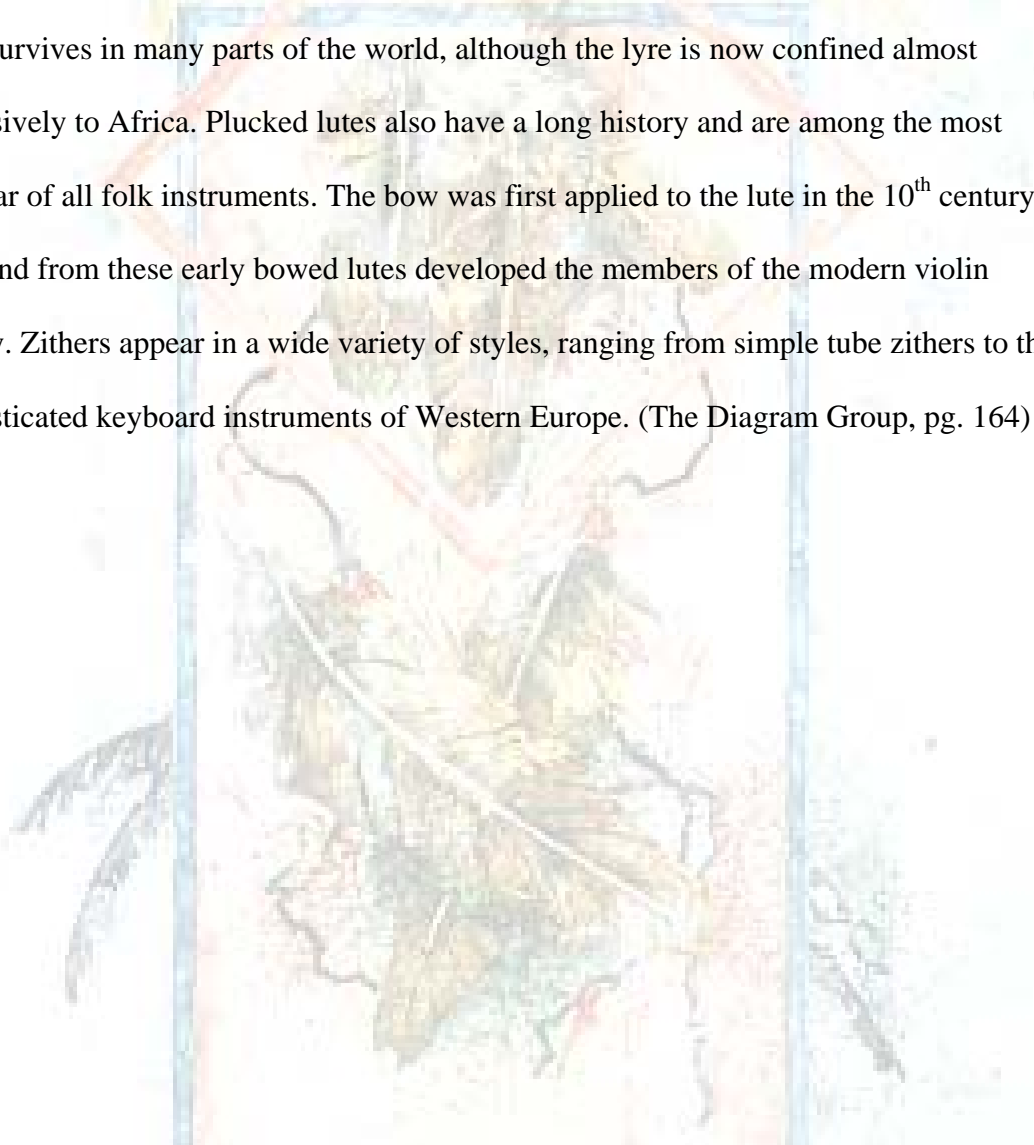 urvives in many parts of the world, although the lyre is now confined almost
sively to Africa. Plucked lutes also have a long history and are among the most
ar of all folk instruments. The bow was first applied to the lute in the 10th century
nd from these early bowed lutes developed the members of the modern violin
. Zithers appear in a wide variety of styles, ranging from simple tube zithers to th
sticated keyboard instruments of Western Europe. (The Diagram Group, pg. 164)